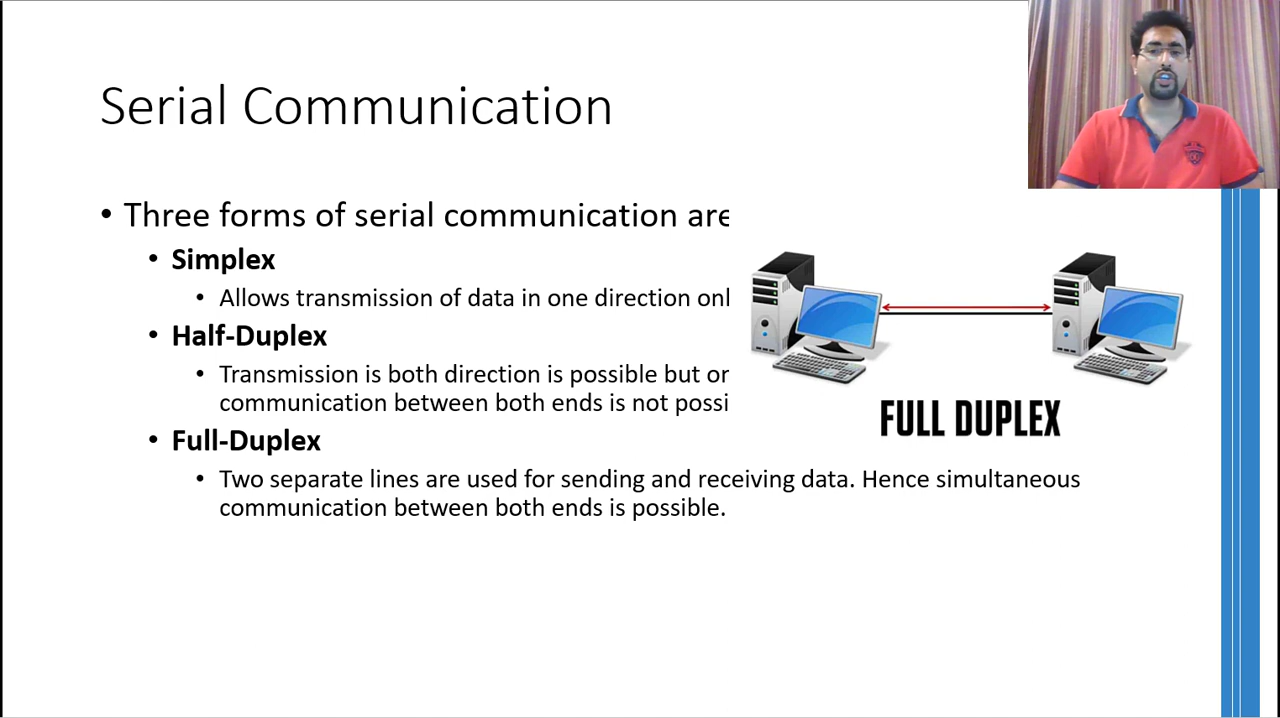 Serial Communication
• Three forms of serial communication are
• Simplex
• Allows transmission of data in one direction onl
• Half-Duplex
• Transmission is both direction is possible but
communication between both ends is not possi
• Full-Duplex
• Two separate lines are used for sending and receiving data. Hence simultaneous
communication between both ends is possible.
FULL DUPLEX